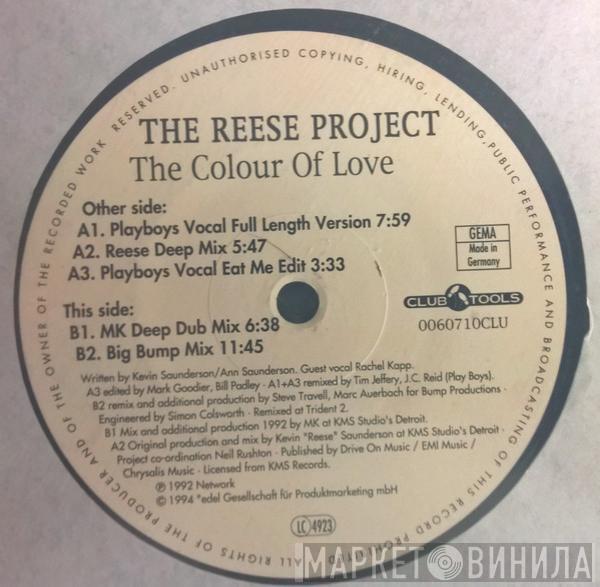 RESERVED. UNAUTHORISED COPYING, HIRING, LENDING, PUBLIC PERFORMANCE AND BROADCASTING OF THIS RECORD PROHIBITED
ALL RIGHTS OF THE PRODUCER AND OF THE OWNER OF THE RECORDED WORK
THE REESE PROJECT
The Colour Of Love
Other side:
A1. Playboys Vocal Full Length Version 7:59
A2. Reese Deep Mix 5:47
A3. Playboys Vocal Eat Me Edit 3:33
GEMA
Made in
Germany
This side:
B1. MK Deep Dub Mix 6:38
B2. Big Bump Mix 11:45
CLUB TOOLS
0060710CLU
Written by Kevin Saunderson/Ann Saunderson. Guest vocal Rachel Kapp.
A3 edited by Mark Goodier, Bill Padley · A1+A3 remixed by Tim Jeffery, J.C. Reid (Play Boys).
B2 remix and additional production by Steve Travell, Marc Auerbach for Bump Productions ·
Engineered by Simon Colsworth · Remixed at Trident 2.
B1 Mix and additional production 1992 by MK at KMS Studio's Detroit.
A2 Original production and mix by Kevin "Reese" Saunderson at KMS Studio's Detroit ·
Project co-ordination Neil Rushton · Published by Drive On Music / EMI Music /
Chrysalis Music · Licensed from KMS Records.
℗ 1992 Network
© 1994 "edel Gesellschaft für Produktmarketing mbH
LC 4923
МАРКЕТ ВИНИЛА